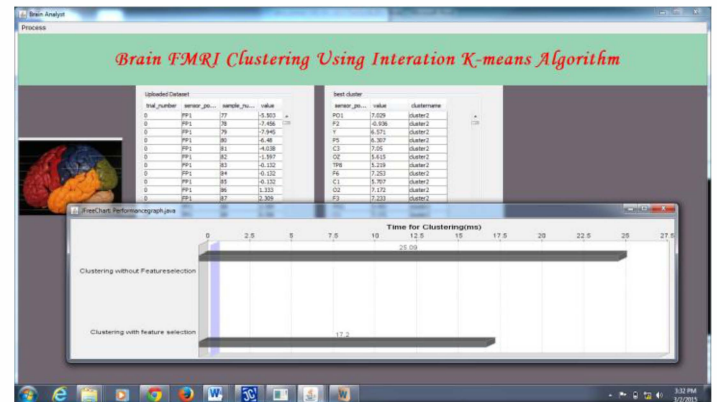 Brain Analyst
Process
Brain FMRI Clustering Using Interation K-means Algorithm
Uploaded Dataset
trial_number sensor_po... sample_nu... value
0 FP1 77 -5.503
0 FP1 78 -7.456
0 FP1 79 -7.945
0 FP1 80 -6.48
0 FP1 81 -4.038
0 FP1 82 -1.597
0 FP1 83 -0.132
0 FP1 84 -0.132
0 FP1 85 -0.132
0 FP1 86 1.333
0 FP1 87 2.309
best cluster
sensor_po... value clustername
PO1 7.029 cluster2
F2 -0.936 cluster2
Y 6.571 cluster2
P5 6.307 cluster2
C3 7.05 cluster2
OZ 5.615 cluster2
TP8 5.219 cluster2
F6 7.253 cluster2
C1 5.707 cluster2
O2 7.172 cluster2
F3 7.233 cluster2
JFreeChart: Performancegraph.java
Time for Clustering(ms)
0 2.5 5 7.5 10 12.5 15 17.5 20 22.5 25 27.5
25.09
Clustering without Featureselection
17.2
Clustering with feature selection
3:32 PM
3/2/2015